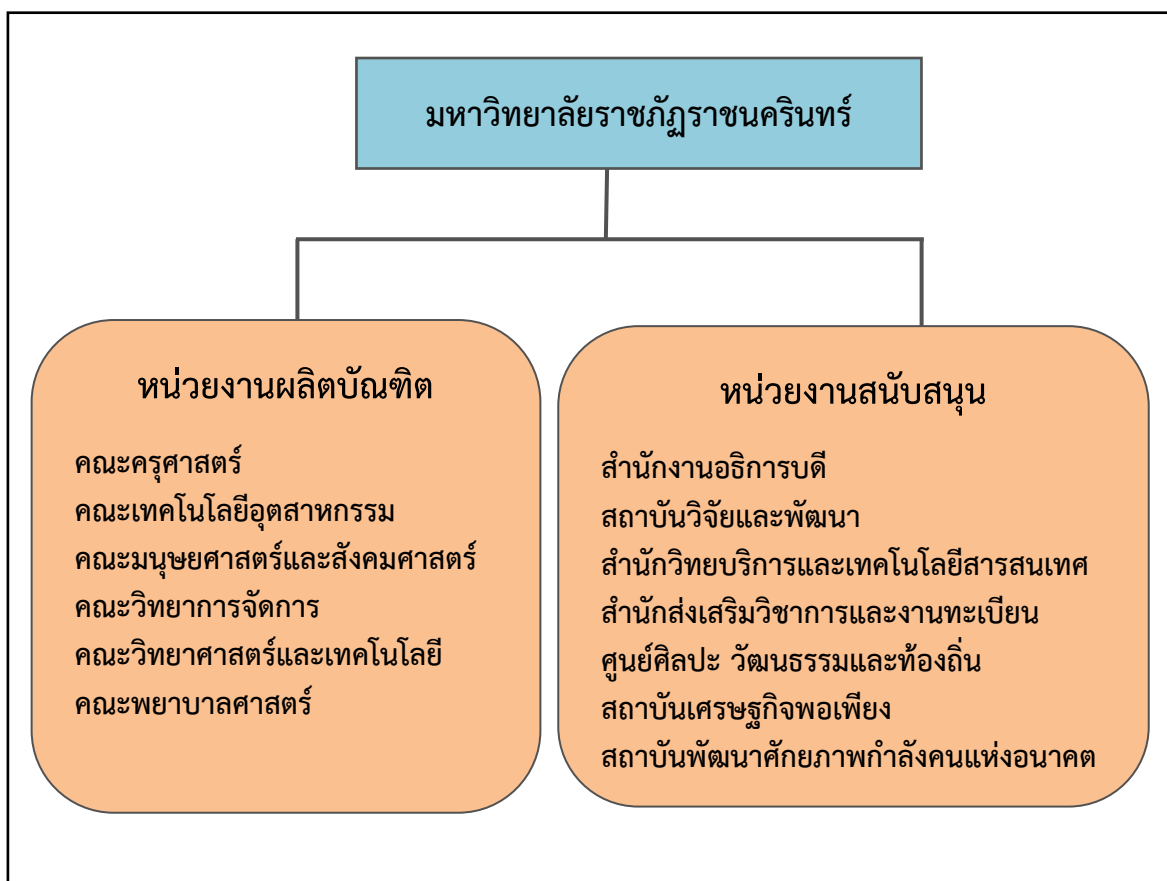 มหาวิทยาลัยราชภัฏราชนครินทร์
หน่วยงานผลิตบัณฑิต
คณะครุศาสตร์
คณะเทคโนโลยีอุตสาหกรรม
คณะมนุษยศาสตร์และสังคมศาสตร์
คณะวิทยาการจัดการ
คณะวิทยาศาสตร์และเทคโนโลยี
คณะพยาบาลศาสตร์
หน่วยงานสนับสนุน
สำนักงานอธิการบดี
สถาบันวิจัยและพัฒนา
สำนักวิทยบริการและเทคโนโลยีสารสนเทศ
สำนักส่งเสริมวิชาการและงานทะเบียน
ศูนย์ศิลปะ วัฒนธรรมและท้องถิ่น
สถาบันเศรษฐกิจพอเพียง
สถาบันพัฒนาศักยภาพกำลังคนแห่งอนาคต